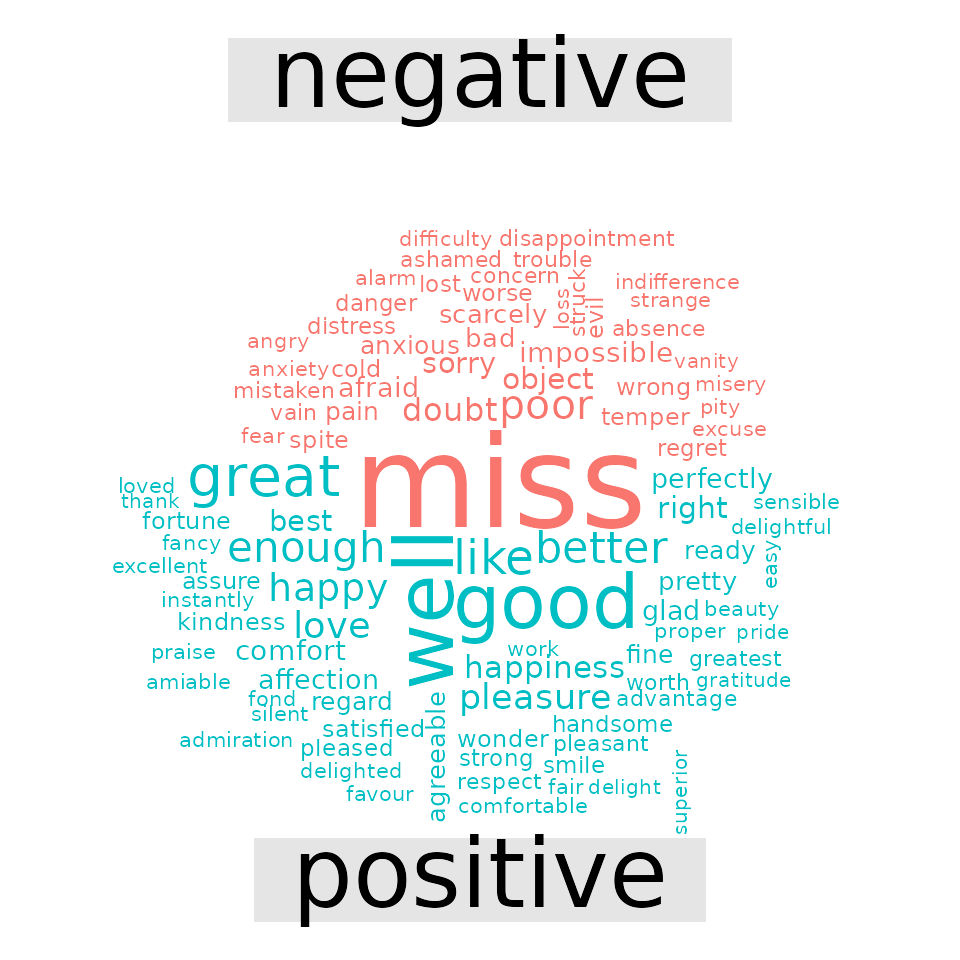 negative
difficulty disappointment
ashamed trouble
alarm lost concern struck indifference
danger worse loss evil strange
distress scarcely absence
angry anxious bad impossible vanity
anxiety cold sorry object wrong misery
mistaken afraid doubt poor temper pity
vain pain excuse
fear spite miss regret
loved great perfectly
thank best right sensible
fortune delightful
fancy enough well like better ready easy
excellent assure happy good pretty
instantly glad beauty
kindness love proper pride
praise comfort work fine greatest
amiable affection happiness worth gratitude
fond regard pleasure advantage
silent satisfied agreeable handsome
admiration pleased wonder pleasant
delighted strong smile superior
favour respect fair delight
comfortable
positive